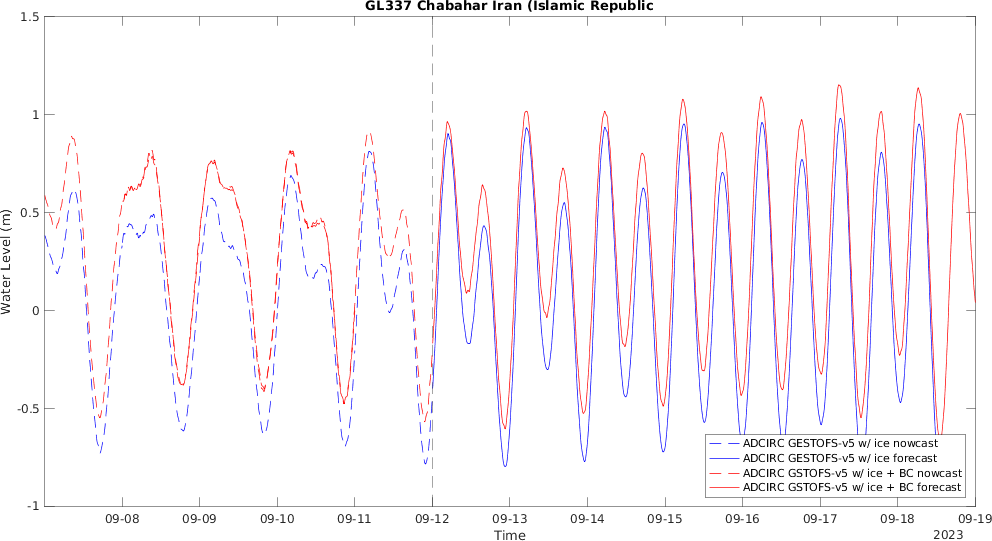 GL337 Chabahar Iran (Islamic Republic
1.5
1
0.5
0
-0.5
-1
Water Level (m)
09-08 09-09 09-10 09-11 09-12 09-13 09-14 09-15 09-16 09-17 09-18 09-19
Time
2023
ADCIRC GESTOFS-v5 w/ ice nowcast
ADCIRC GESTOFS-v5 w/ ice forecast
ADCIRC GSTOFS-v5 w/ ice + BC nowcast
ADCIRC GSTOFS-v5 w/ ice + BC forecast